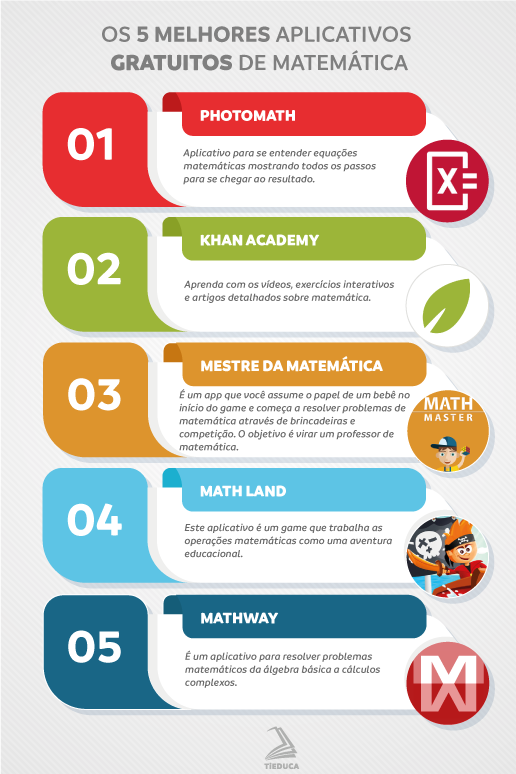 OS 5 MELHORES APLICATIVOS
GRATUITOS DE MATEMÁTICA
01
PHOTOMATH
Aplicativo para se entender equações
matemáticas mostrando todos os passos
para se chegar ao resultado.
X=
02
KHAN ACADEMY
Aprenda com os vídeos, exercícios interativos
e artigos detalhados sobre matemática.
03
MESTRE DA MATEMÁTICA
É um app que você assume o papel de um bebê no
início do game e começa a resolver problemas de
matemática através de brincadeiras e
competição. O objetivo é virar um professor de
matemática.
MATH
MASTER
04
MATH LAND
Este aplicativo é um game que trabalha as
operações matemáticas como uma aventura
educacional.
05
MATHWAY
É um aplicativo para resolver problemas
matemáticos da álgebra básica a cálculos
complexos.
M
TIEDUCA